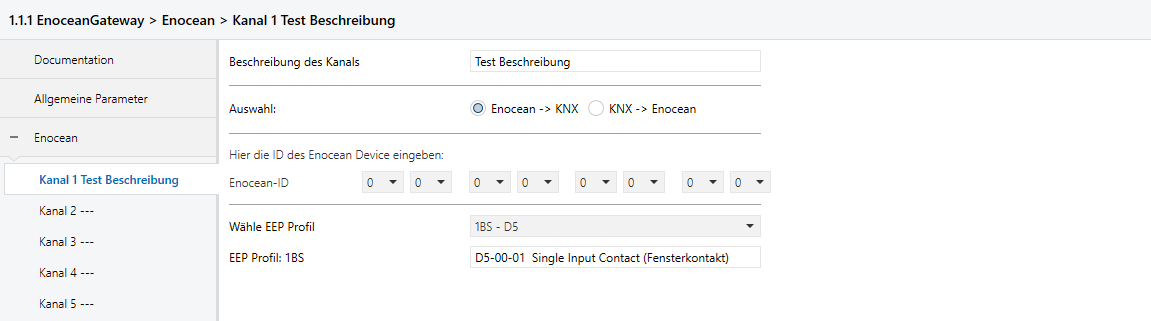 1.1.1 EnoceanGateway > Enocean > Kanal 1 Test Beschreibung
Documentation
Allgemeine Parameter
Enocean
Kanal 1 Test Beschreibung
Kanal 2 ---
Kanal 3 ---
Kanal 4 ---
Kanal 5 ---
Beschreibung des Kanals Test Beschreibung
Auswahl: Enocean -> KNX KNX -> Enocean
Hier die ID des Enocean Device eingeben:
Enocean-ID 0 0 0 0 0 0 0 0
Wähle EEP Profil 1BS - D5
EEP Profil: 1BS D5-00-01 Single Input Contact (Fensterkontakt)